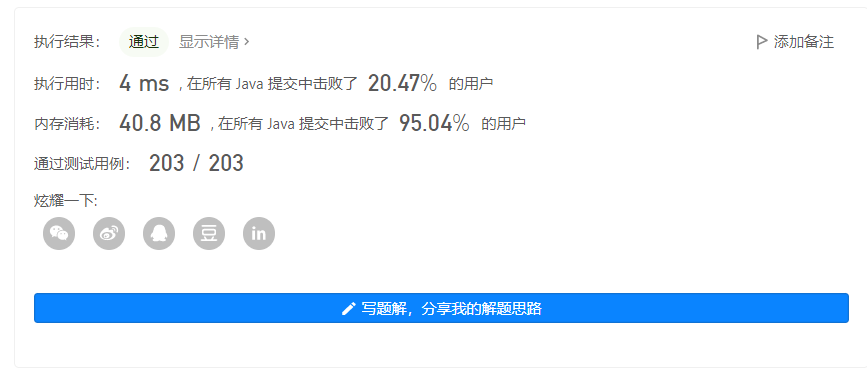 执行结果： 通过 显示详情 › 添加备注
执行用时： 4 ms , 在所有 Java 提交中击败了 20.47% 的用户
内存消耗： 40.8 MB , 在所有 Java 提交中击败了 95.04% 的用户
通过测试用例： 203 / 203
炫耀一下:
豆 in
写题解，分享我的解题思路